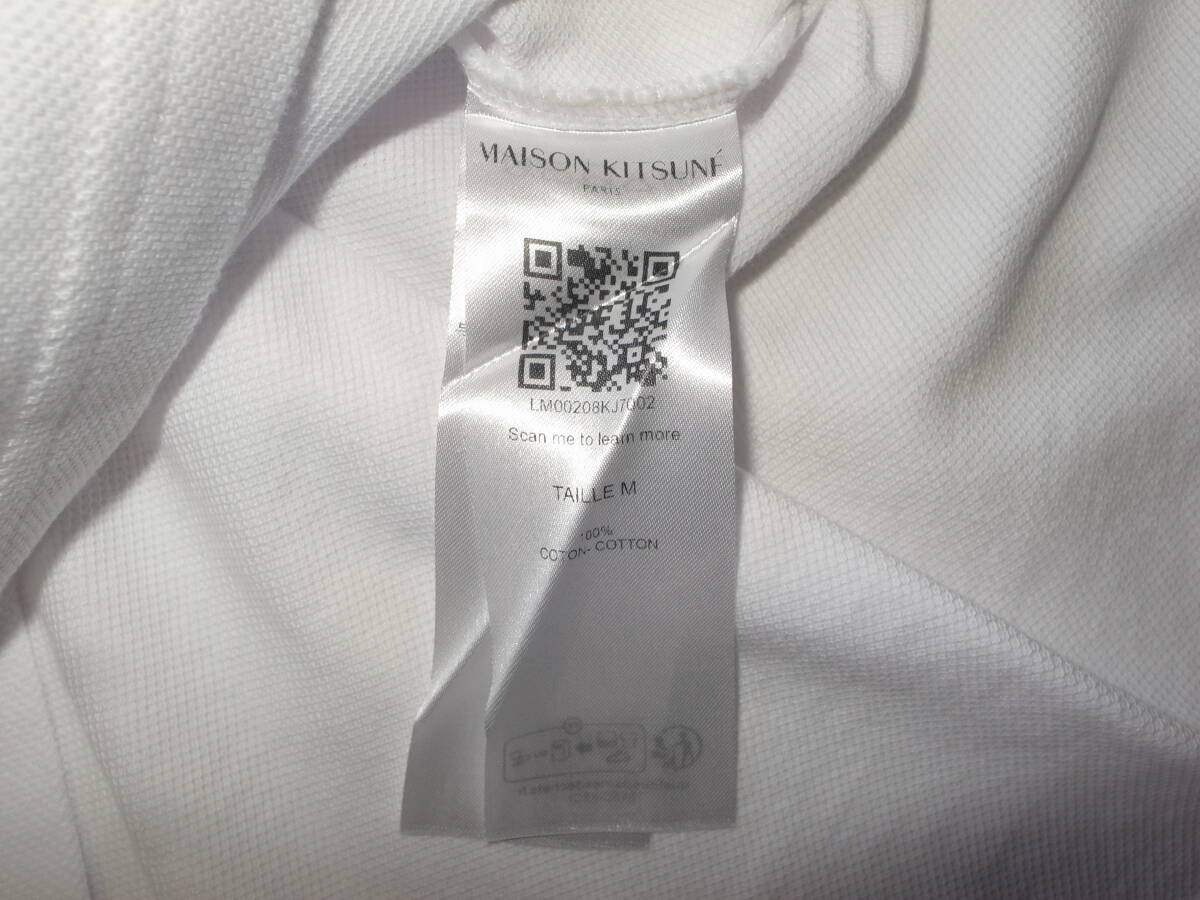 MAISON KITSUNÉ
PARIS
LM00208KJ7002
Scan me to learn more
TAILLE M
100%
COTON- COTTON